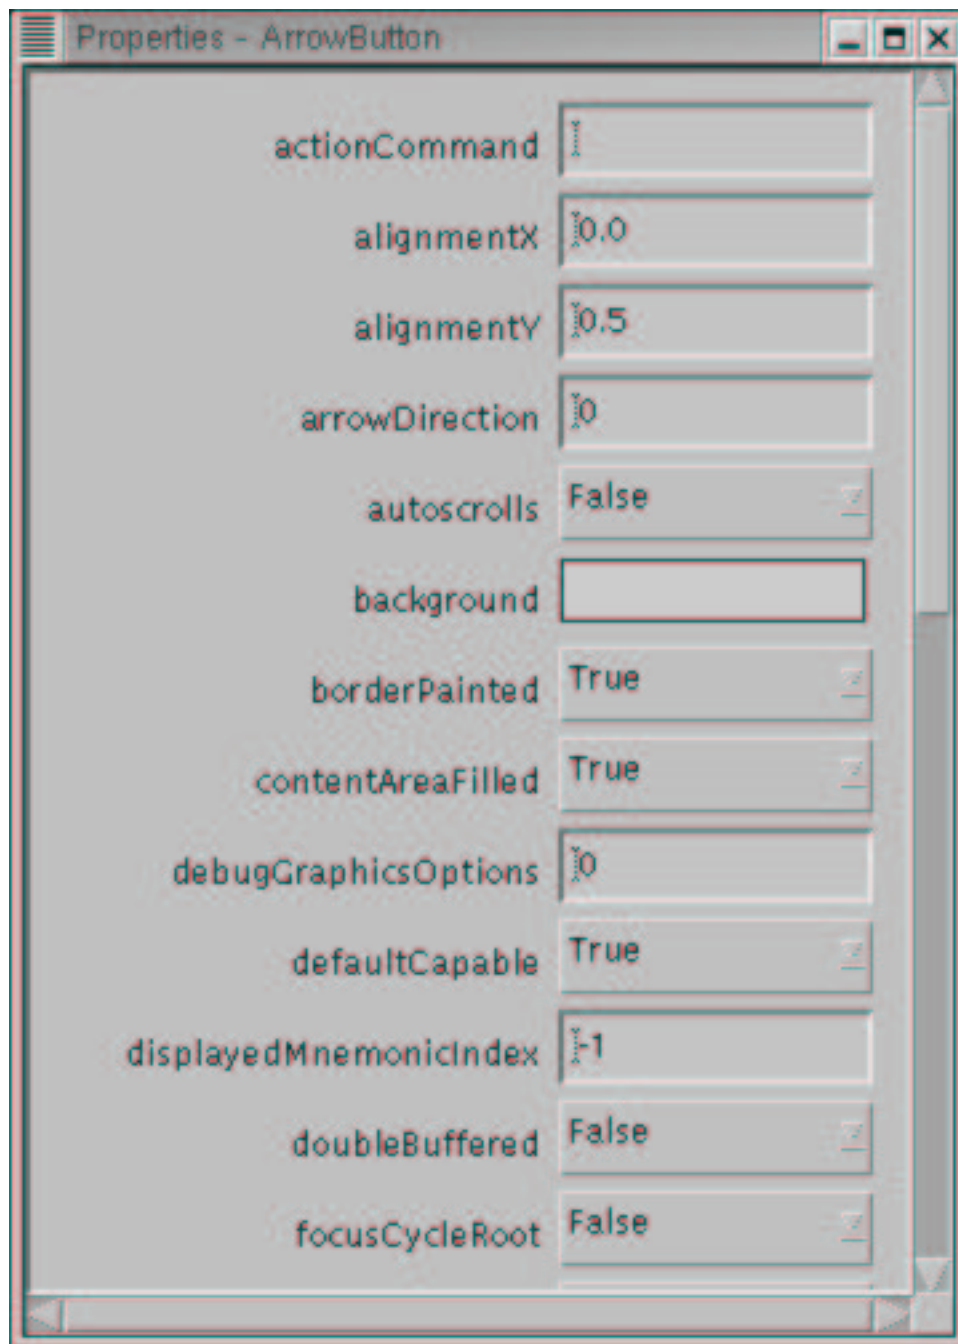 Properties - ArrowButton
actionCommand
alignmentX 0.0
alignmentY 0.5
arrowDirection 0
autoscrolls False
background
borderPainted True
contentAreaFilled True
debugGraphicsOptions 0
defaultCapable True
displayedMnemonicIndex -1
doubleBuffered False
focusCycleRoot False